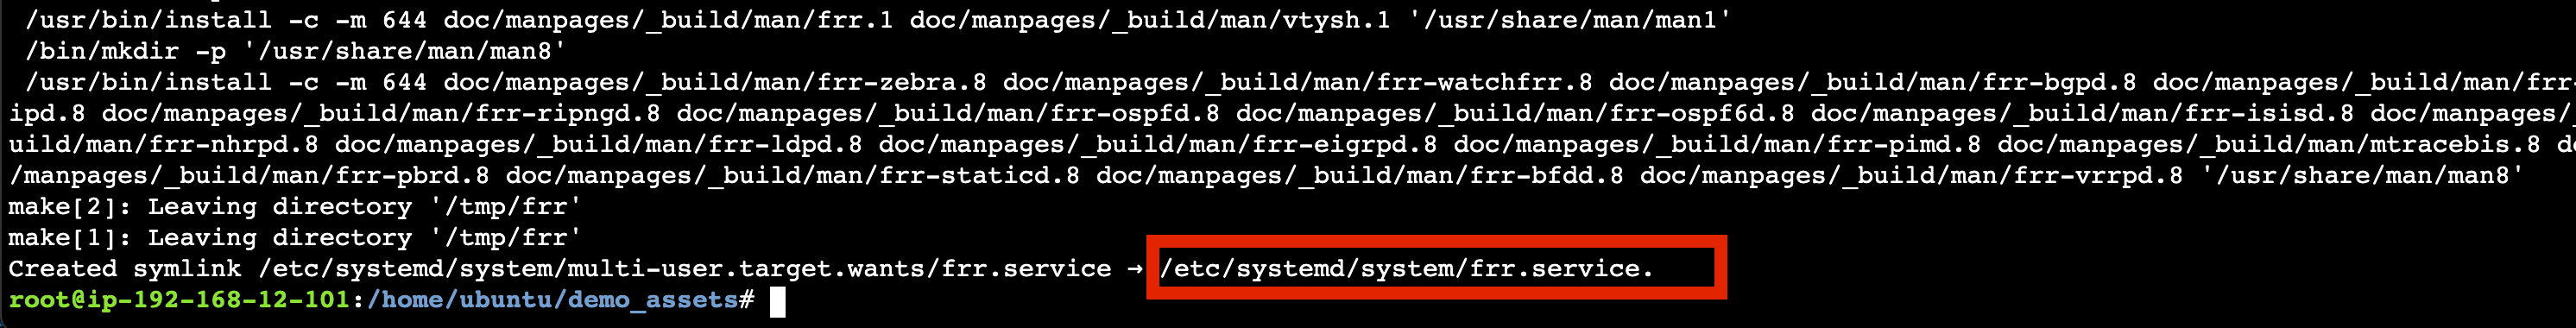 /usr/bin/install -c -m 644 doc/manpages/_build/man/frr.1 doc/manpages/_build/man/vtysh.1 '/usr/share/man/man1'
/bin/mkdir -p '/usr/share/man/man8'
/usr/bin/install -c -m 644 doc/manpages/_build/man/frr-zebra.8 doc/manpages/_build/man/frr-watchfrr.8 doc/manpages/_build/man/frr-bgpd.8 doc/manpages/_build/man/frr-
ipd.8 doc/manpages/_build/man/frr-ripngd.8 doc/manpages/_build/man/frr-ospfd.8 doc/manpages/_build/man/frr-ospf6d.8 doc/manpages/_build/man/frr-isisd.8 doc/manpages/_
uild/man/frr-nhrpd.8 doc/manpages/_build/man/frr-ldpd.8 doc/manpages/_build/man/frr-eigrpd.8 doc/manpages/_build/man/frr-pimd.8 doc/manpages/_build/man/mtracebis.8 d
/manpages/_build/man/frr-pbrd.8 doc/manpages/_build/man/frr-staticd.8 doc/manpages/_build/man/frr-bfdd.8 doc/manpages/_build/man/frr-vrrpd.8 '/usr/share/man/man8'
make[2]: Leaving directory '/tmp/frr'
make[1]: Leaving directory '/tmp/frr'
Created symlink /etc/systemd/system/multi-user.target.wants/frr.service → /etc/systemd/system/frr.service.
root@ip-192-168-12-101:/home/ubuntu/demo_assets#